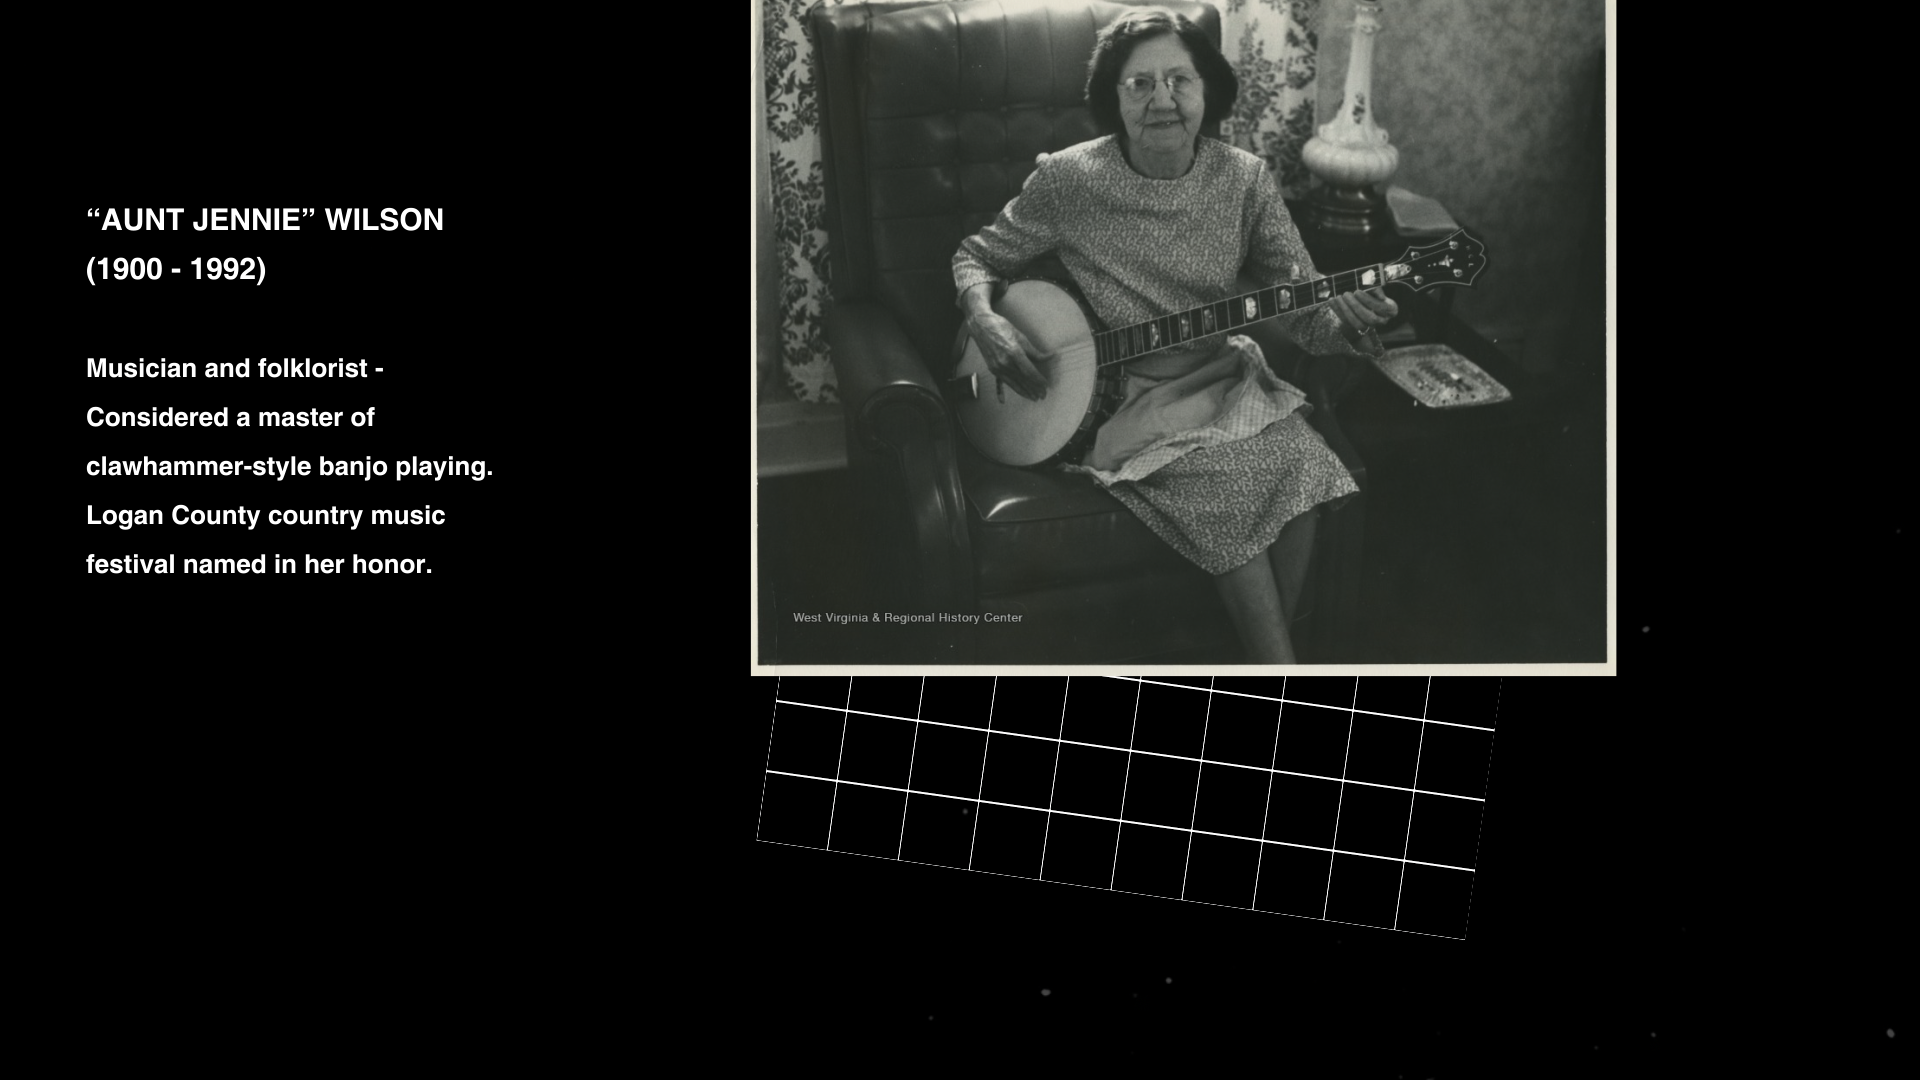 “AUNT JENNIE” WILSON
(1900 - 1992)
Musician and folklorist -
Considered a master of
clawhammer-style banjo playing.
Logan County country music
festival named in her honor.
West Virginia & Regional History Center